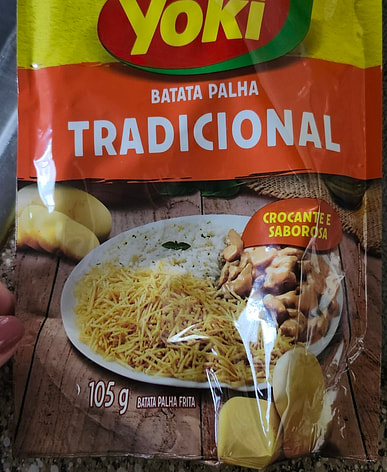 YOKI
BATATA PALHA
TRADICIONAL
CROCANTE E
SABOROSA
105 g BATATA PALHA FRITA